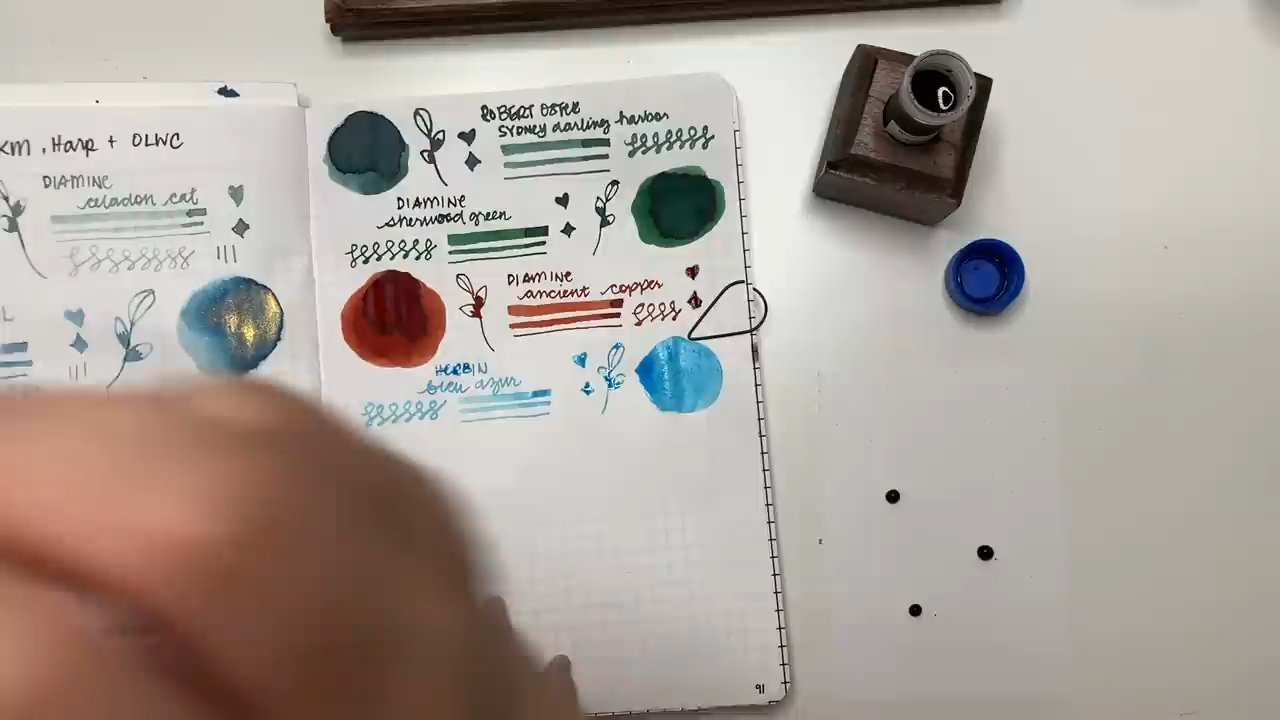 KM, Harp + OLWC
DIAMINE
celadon cat
ROBERT OSTER
SYDNEY darling harbor
DIAMINE
sherwood green
DIAMINE
ancient copper
HERBIN
bleu azur
91